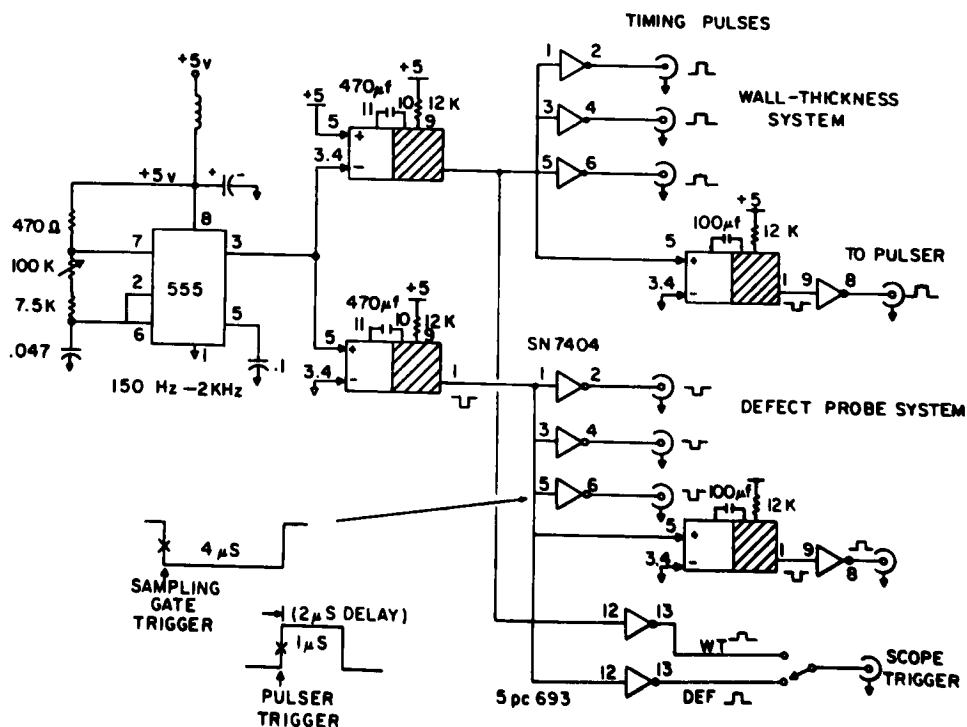 TIMING PULSES
WALL-THICKNESS
SYSTEM
+5v
+5v
+ -
470 Ω
100 K
7.5K
.047
7
2
6
8
3
5
1
555
.1
150 Hz-2KHz
+5
470μf
+5
11
10
12 K
9
5
+
3.4
-
470μf
+5
11
10
12K
9
5
+
3.4
-
1
1
2
3
4
5
6
+5
100μf
12 K
5
+
3.4
-
1
9
8
TO PULSER
SN 7404
1
2
3
4
5
6
DEFECT PROBE SYSTEM
100μf
12K
5
+
3.4
-
1
9
8
12
13
WT
12
13
DEF
SCOPE
TRIGGER
4 μS
SAMPLING
GATE
TRIGGER
(2μS DELAY)
1μS
PULSER
TRIGGER
5 pc 693